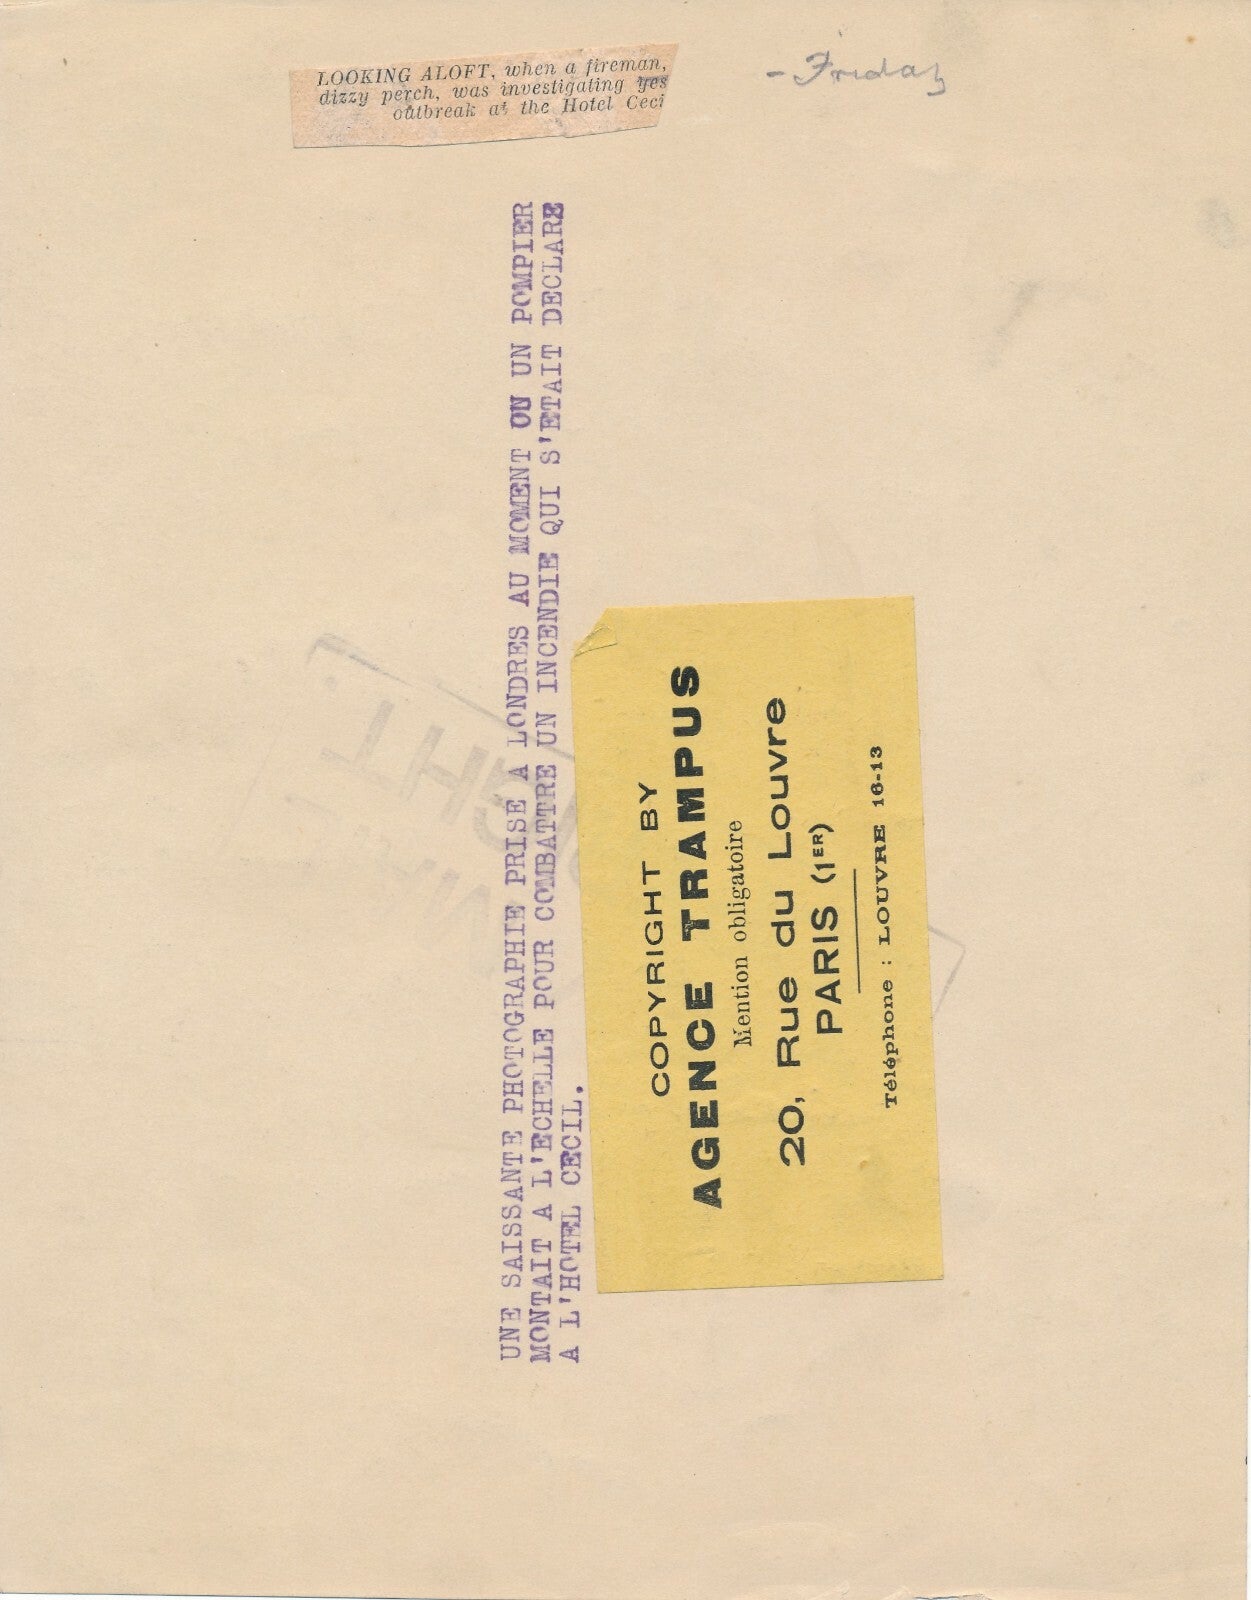 LOOKING ALOFT, when a fireman,
dizzy perch, was investigating yes
outbreak at the Hotel Ceci
- Friday
UNE SAISSANTE PHOTOGRAPHIE PRISE A LONDRES AU MOMENT OU UN POMPIER
MONTAIT A L'ECHELLE POUR COMBATTRE UN INCENDIE QUI S'ETAIT DECLARE
A L'HOTEL CECIL.
COPYRIGHT BY
AGENCE TRAMPUS
Mention obligatoire
20, Rue du Louvre
PARIS (1ER)
Téléphone : LOUVRE 16-13